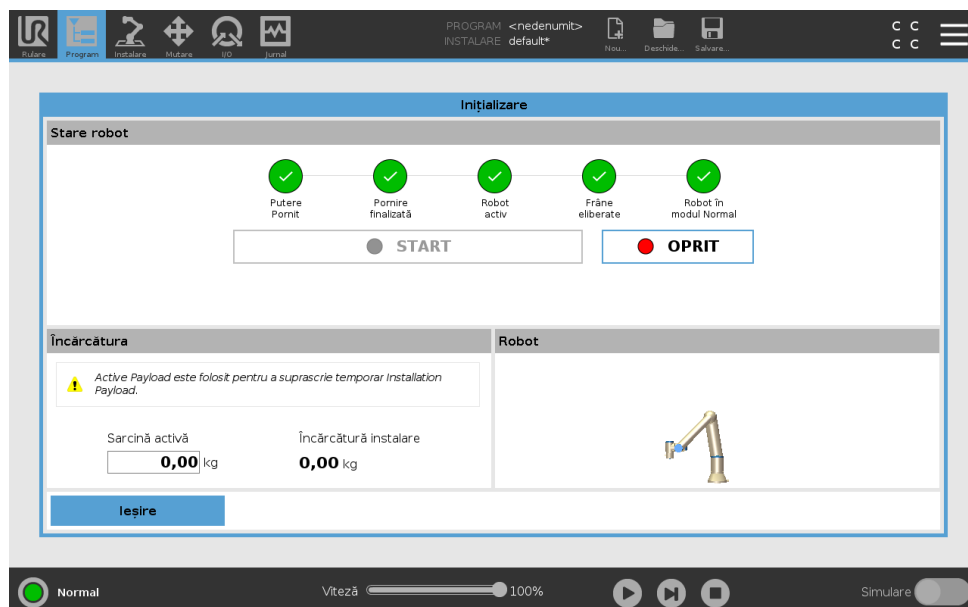 UR
PROGRAM <nedenumit>
INSTALARE default*
C C
C C
Rulare Program Instalare Mutare I/O Jurnal Nou... Deschide... Salvare...
Inițializare
Stare robot
Putere Pornit
Pornire finalizată
Robot activ
Frâne eliberate
Robot în modul Normal
START
OPRIT
Încărcătura
Robot
Active Payload este folosit pentru a suprascrie temporar Installation
Payload.
Sarcină activă
0,00 kg
Încărcătură instalare
0,00 kg
Ieșire
Normal
Viteză 100%
Simulare